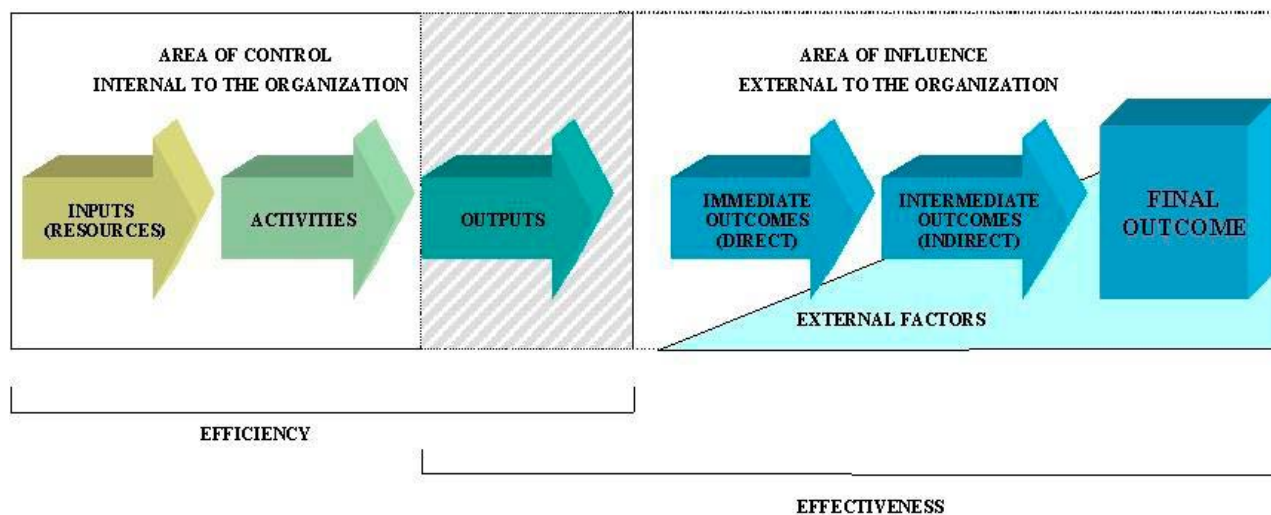 AREA OF CONTROL
INTERNAL TO THE ORGANIZATION
AREA OF INFLUENCE
EXTERNAL TO THE ORGANIZATION
INPUTS
(RESOURCES)
ACTIVITIES
OUTPUTS
IMMEDIATE
OUTCOMES
(DIRECT)
INTERMEDIATE
OUTCOMES
(INDIRECT)
FINAL
OUTCOME
EXTERNAL FACTORS
EFFICIENCY
EFFECTIVENESS